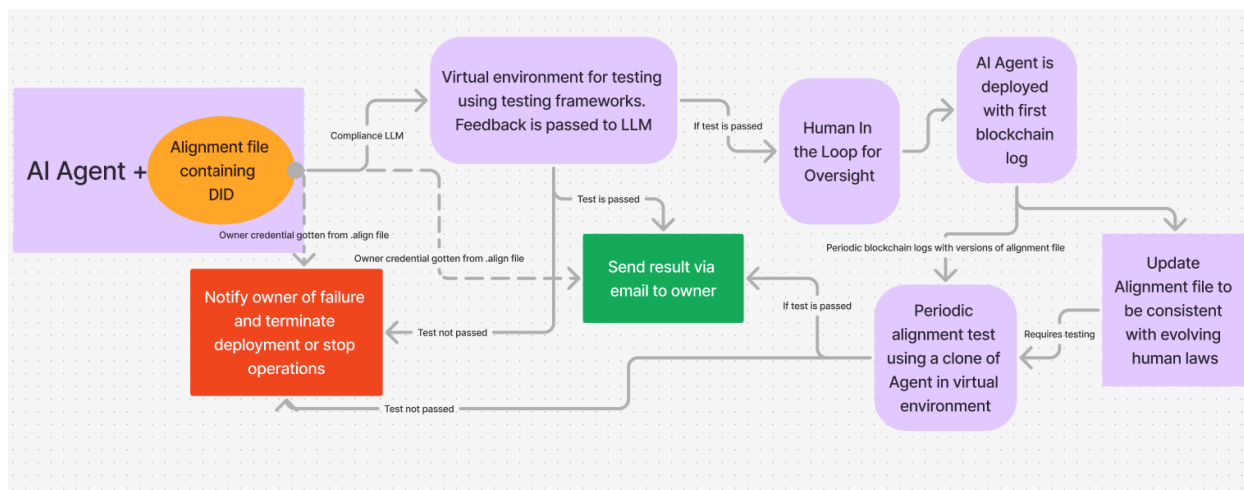 AI Agent +
Alignment file
containing
DID
Compliance LLM
Virtual environment for testing
using testing frameworks.
Feedback is passed to LLM
If test is passed
Human In
the Loop for
Oversight
AI Agent is
deployed
with first
blockchain
log
Test is passed
Owner credential gotten from .align file
Owner credential gotten from .align file
Periodic blockchain logs with versions of alignment file
Notify owner of failure
and terminate
deployment or stop
operations
Test not passed
Send result via
email to owner
If test is passed
Periodic
alignment test
using a clone of
Agent in virtual
environment
Requires testing
Update
Alignment file to
be consistent
with evolving
human laws
Test not passed